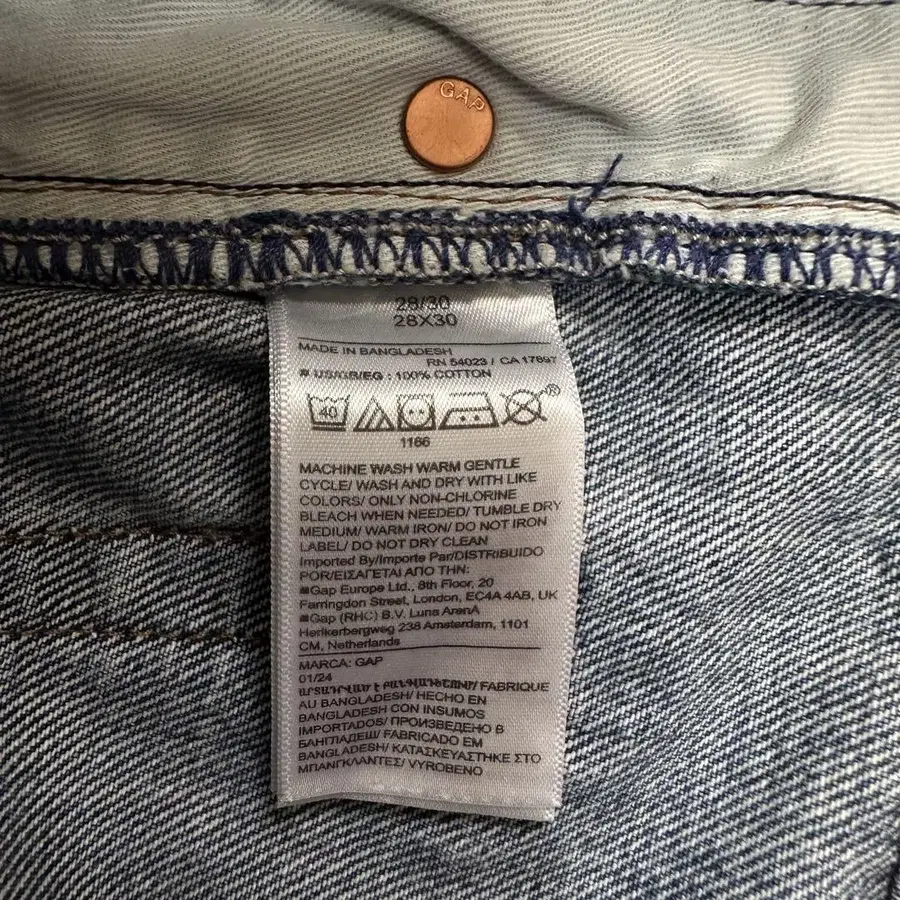 GAP
28/30
28X30
MADE IN BANGLADESH
RN 54023 / CA 17897
US/GB/EG : 100% COTTON
40
®
1166
MACHINE WASH WARM GENTLE
CYCLE/ WASH AND DRY WITH LIKE
COLORS/ ONLY NON-CHLORINE
BLEACH WHEN NEEDED/ TUMBLE DRY
MEDIUM/ WARM IRON/ DO NOT IRON
LABEL/ DO NOT DRY CLEAN
Imported By/Importe Par/DISTRIBUIDO
POR/ΕΙΣΑΓΕΤΑΙ ΑΠΟ ΤΗΝ:
Gap Europe Ltd., 8th Floor, 20
Farringdon Street, London, EC4A 4AB, UK
Gap (RHC) B.V. Luna ArenA
Herikerbergweg 238 Amsterdam, 1101
CM, Netherlands
MARCA: GAP
01/24
ԱՐՏԱԴՐՎԱԾ Է ԲԱՆԳԼԱԴԵՇՈՒՄ/ FABRIQUE
AU BANGLADESH/ HECHO EN
BANGLADESH CON INSUMOS
IMPORTADOS/ ПРОИЗВЕДЕНО В
БАНГЛАДЕШ/ FABRICADO EM
BANGLADESH/ ΚΑΤΑΣΚΕΥΑΣΤΗΚΕ ΣΤΟ
ΜΠΑΝΓΚΛΑΝΤΕΣ/ VYROBENO